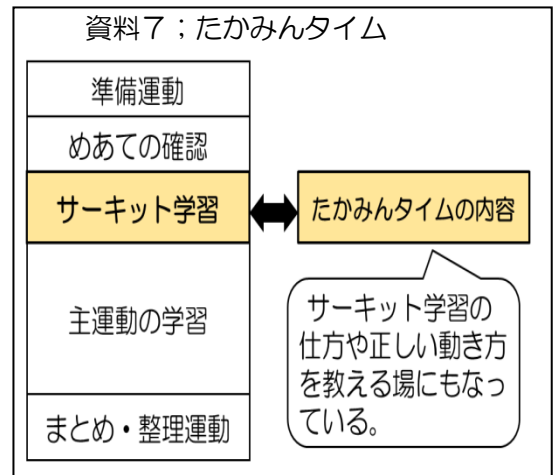 資料７；たかみんタイム
準備運動
めあての確認
サーキット学習
たかみんタイムの内容
主運動の学習
サーキット学習の
仕方や正しい動き方
を教える場にもなっ
ている。
まとめ・整理運動